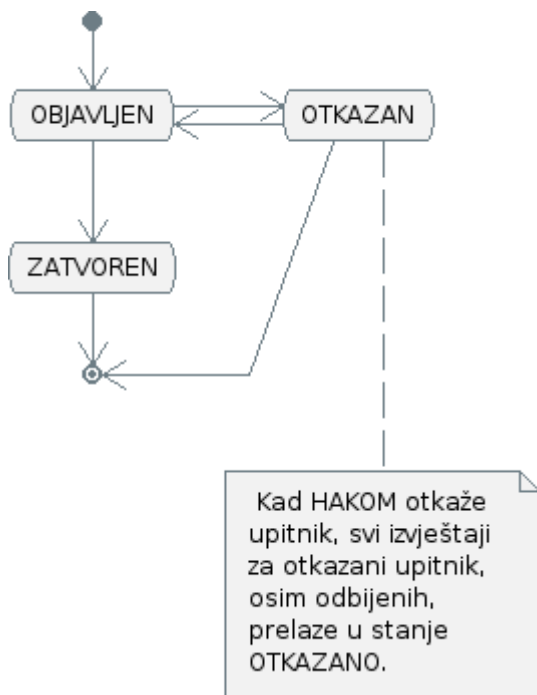 OBJAVLJEN
OTKAZAN
ZATVOREN
Kad HAKOM otkaže
upitnik, svi izvještaji
za otkazani upitnik,
osim odbijenih,
prelaze u stanje
OTKAZANO.